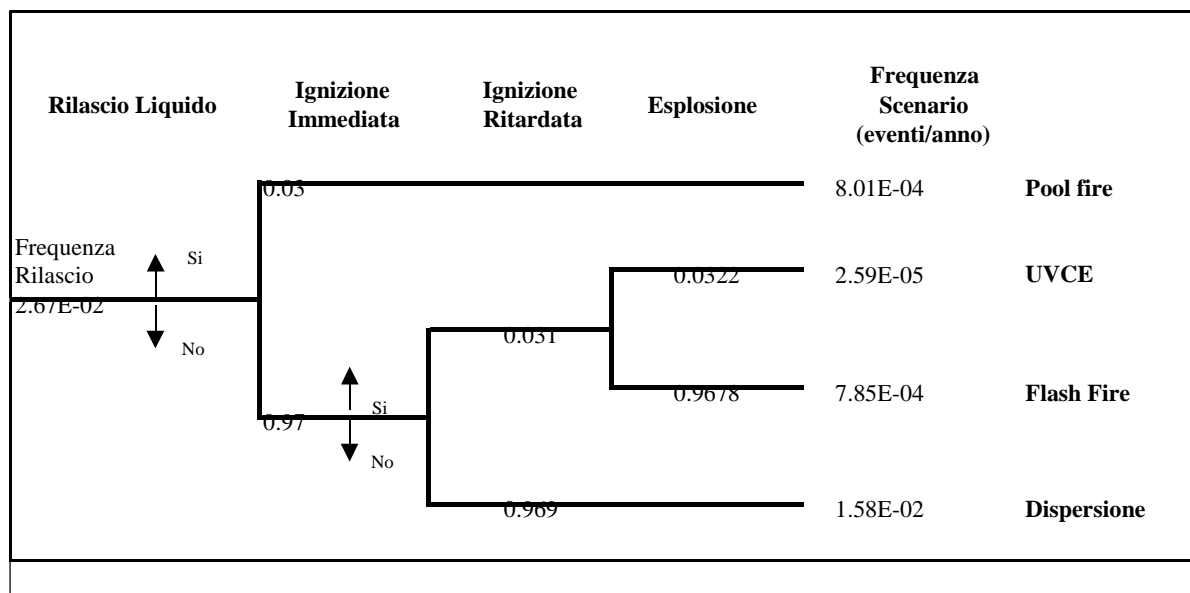 Rilascio Liquido
Ignizione
Immediata
Ignizione
Ritardata
Esplosione
Frequenza
Scenario
(eventi/anno)
0.03
8.01E-04
Pool fire
Frequenza
Rilascio
2.67E-02
Si
No
0.0322
2.59E-05
UVCE
0.031
0.9678
7.85E-04
Flash Fire
0.97
Si
No
0.969
1.58E-02
Dispersione